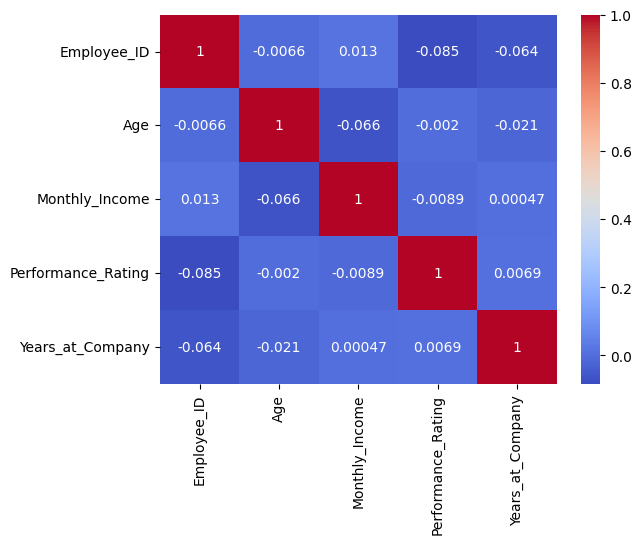 Employee_ID 1 -0.0066 0.013 -0.085 -0.064
Age -0.0066 1 -0.066 -0.002 -0.021
Monthly_Income 0.013 -0.066 1 -0.0089 0.00047
Performance_Rating -0.085 -0.002 -0.0089 1 0.0069
Years_at_Company -0.064 -0.021 0.00047 0.0069 1
Employee_ID
Age
Monthly_Income
Performance_Rating
Years_at_Company
1.0
0.8
0.6
0.4
0.2
0.0